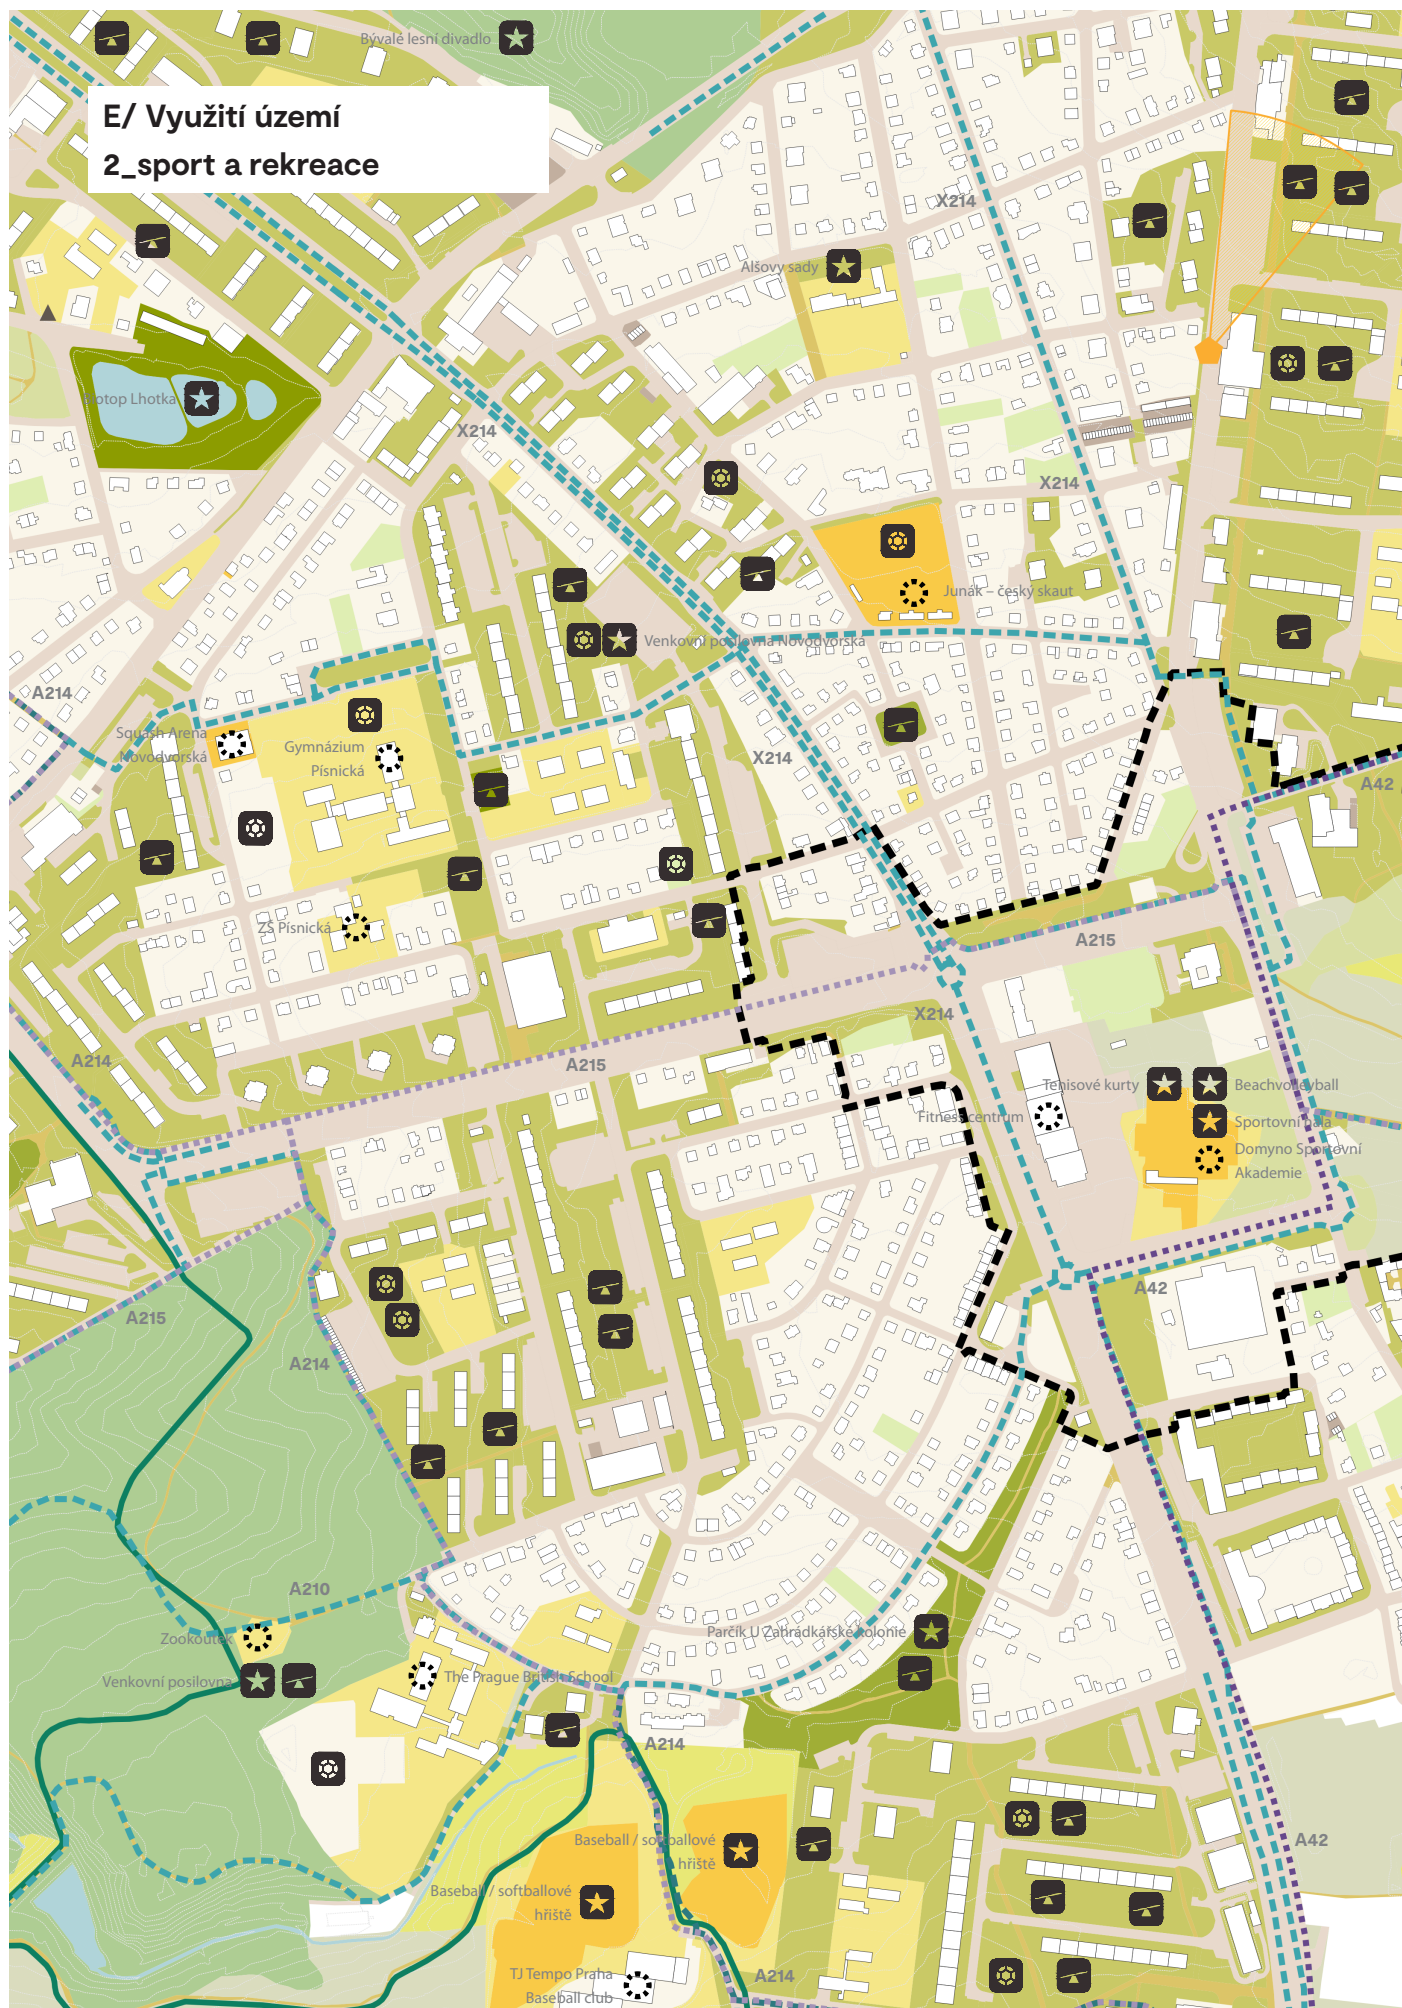 Bývalé lesní divadlo
E/ Využití území
2_sport a rekreace
X214
Alšovy sady
Biotop Lhotka
X214
X214
Junák – český skaut
Venkovní posilovna Novodvorská
A214
Squash Arena
Novodvorská
Gymnázium
Písnická
X214
A42
ZŠ Písnická
A215
X214
A214
A215
Tenisové kurty
Beachvolleyball
Fitness centrum
Sportovní hala
Domyno Sportovní
Akademie
A42
A215
A214
A210
Zookoutek
Parčík U Zahrádkářské kolonie
Venkovní posilovna
The Prague British School
A214
Baseball / softballové
hřiště
A42
Baseball / softballové
hřiště
TJ Tempo Praha
Baseball club
A214